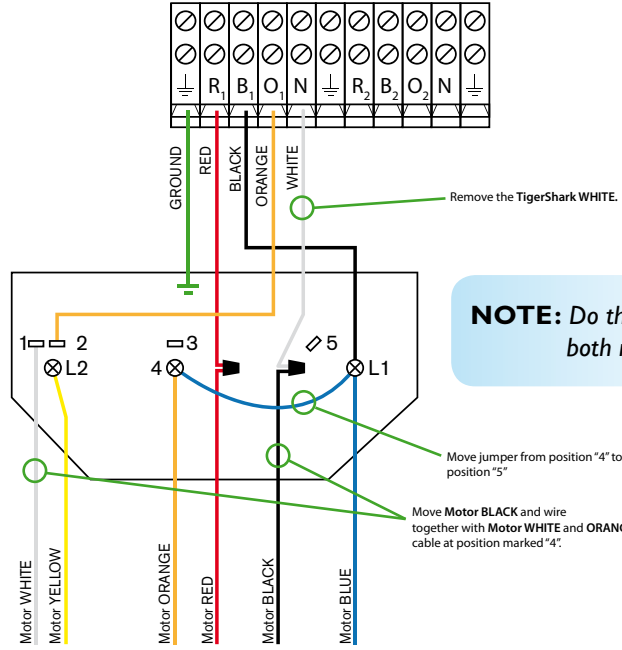 R1 B1 O1 N R2 B2 O2 N
GROUND
RED
BLACK
ORANGE
WHITE
Remove the TigerShark WHITE.
NOTE: Do th
both
1 2 3 5
L2 4 L1
Move jumper from position "4" to
position "5"
Move Motor BLACK and wire
together with Motor WHITE and ORANG
cable at position marked "4".
Motor WHITE
Motor YELLOW
Motor ORANGE
Motor RED
Motor BLACK
Motor BLUE